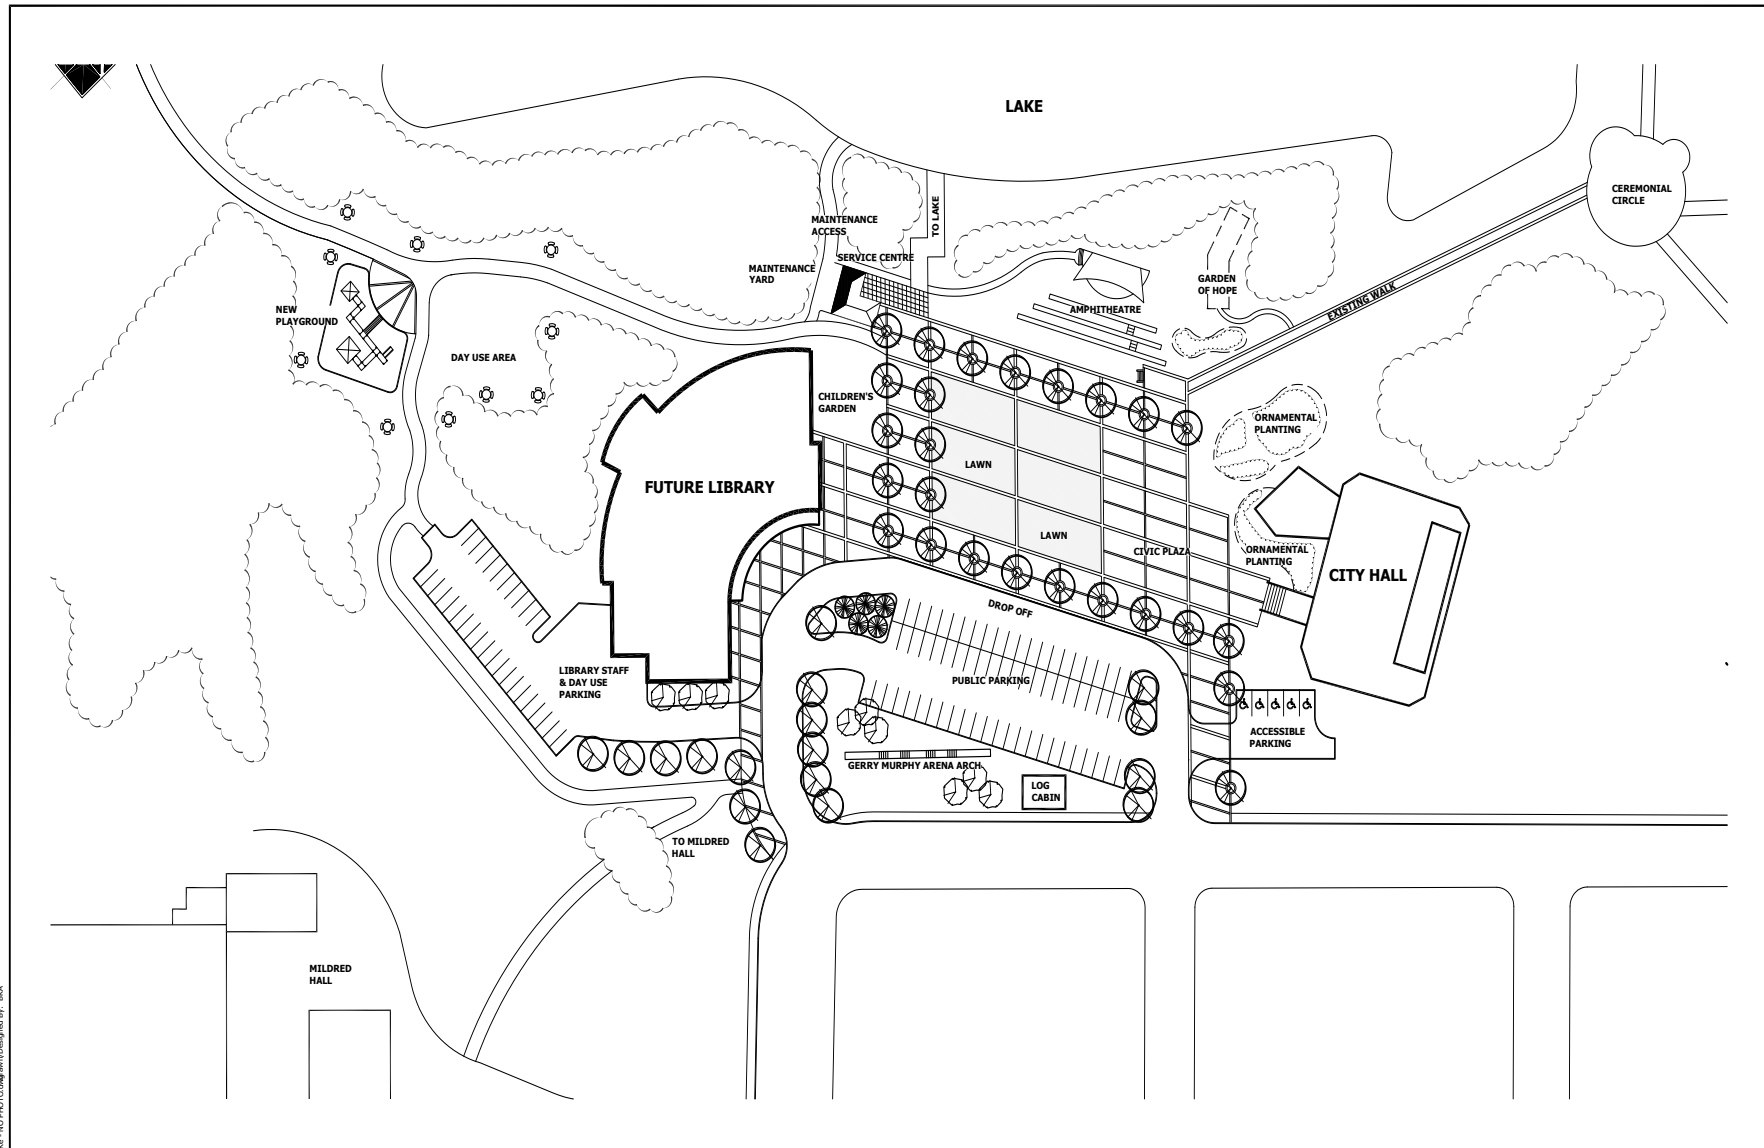 LAKE
CEREMONIAL
CIRCLE
MAINTENANCE
ACCESS
TO LAKE
SERVICE CENTRE
MAINTENANCE
YARD
GARDEN
OF HOPE
EXISTING WALK
AMPHITHEATRE
NEW
PLAYGROUND
DAY USE AREA
CHILDREN'S
GARDEN
ORNAMENTAL
PLANTING
LAWN
FUTURE LIBRARY
LAWN
CIVIC PLAZA
ORNAMENTAL
PLANTING
CITY HALL
DROP OFF
LIBRARY STAFF
& DAY USE
PARKING
PUBLIC PARKING
ACCESSIBLE
PARKING
GERRY MURPHY ARENA ARCH
LOG
CABIN
TO MILDRED
HALL
MILDRED
HALL